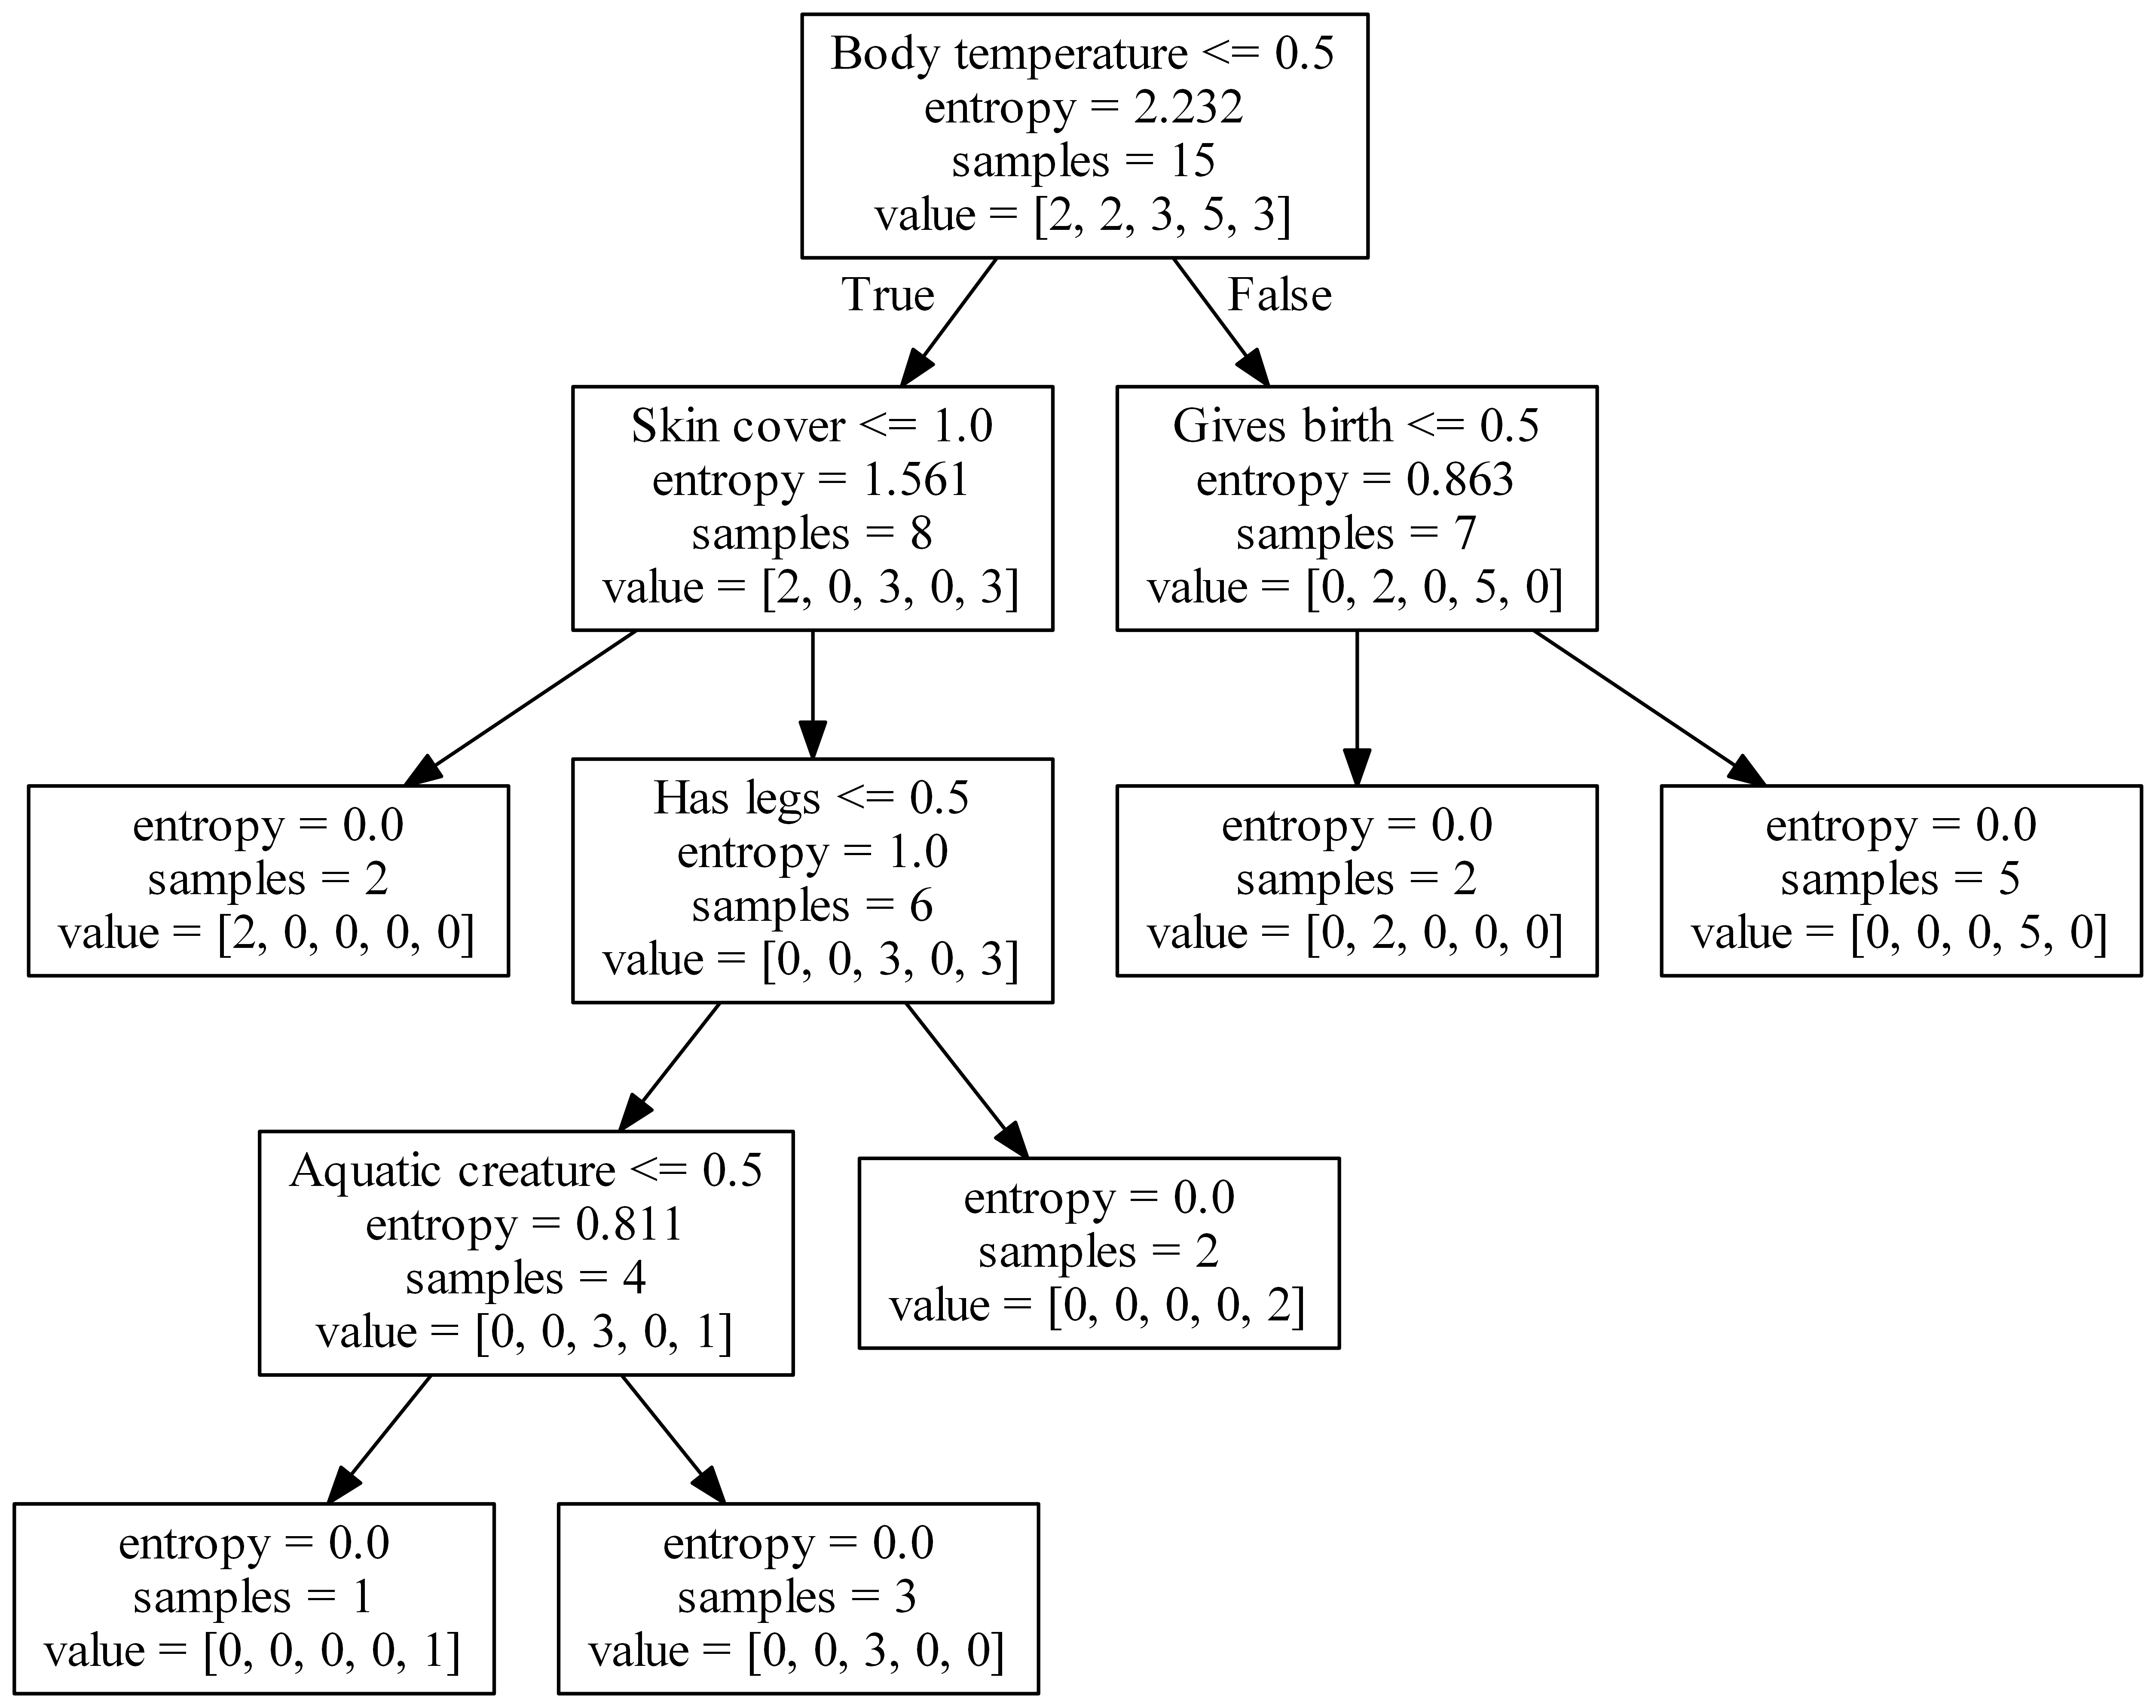 Body temperature <= 0.5
entropy = 2.232
samples = 15
value = [2, 2, 3, 5, 3]
True
False
Skin cover <= 1.0
entropy = 1.561
samples = 8
value = [2, 0, 3, 0, 3]
Gives birth <= 0.5
entropy = 0.863
samples = 7
value = [0, 2, 0, 5, 0]
entropy = 0.0
samples = 2
value = [2, 0, 0, 0, 0]
Has legs <= 0.5
entropy = 1.0
samples = 6
value = [0, 0, 3, 0, 3]
entropy = 0.0
samples = 2
value = [0, 2, 0, 0, 0]
entropy = 0.0
samples = 5
value = [0, 0, 0, 5, 0]
Aquatic creature <= 0.5
entropy = 0.811
samples = 4
value = [0, 0, 3, 0, 1]
entropy = 0.0
samples = 2
value = [0, 0, 0, 0, 2]
entropy = 0.0
samples = 1
value = [0, 0, 0, 0, 1]
entropy = 0.0
samples = 3
value = [0, 0, 3, 0, 0]